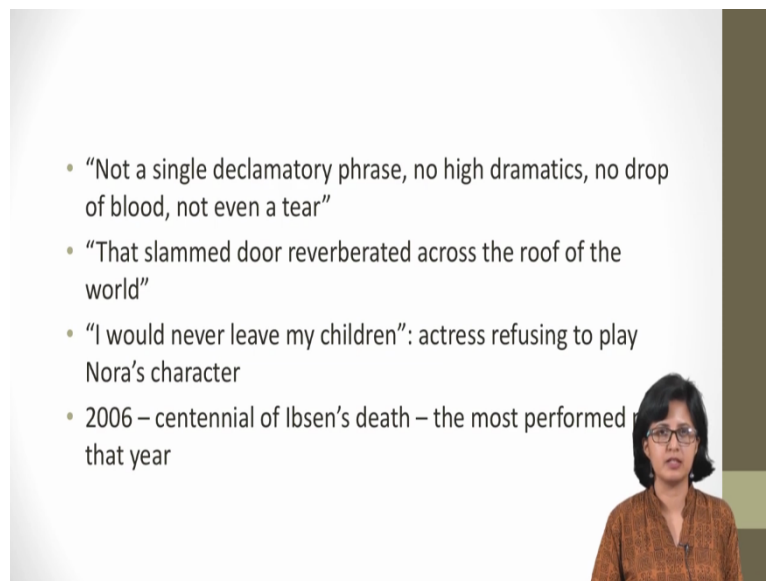 “Not a single declamatory phrase, no high dramatics, no drop
of blood, not even a tear”
“That slammed door reverberated across the roof of the
world”
“I would never leave my children”: actress refusing to play
Nora’s character
2006 – centennial of Ibsen’s death – the most performed
that year